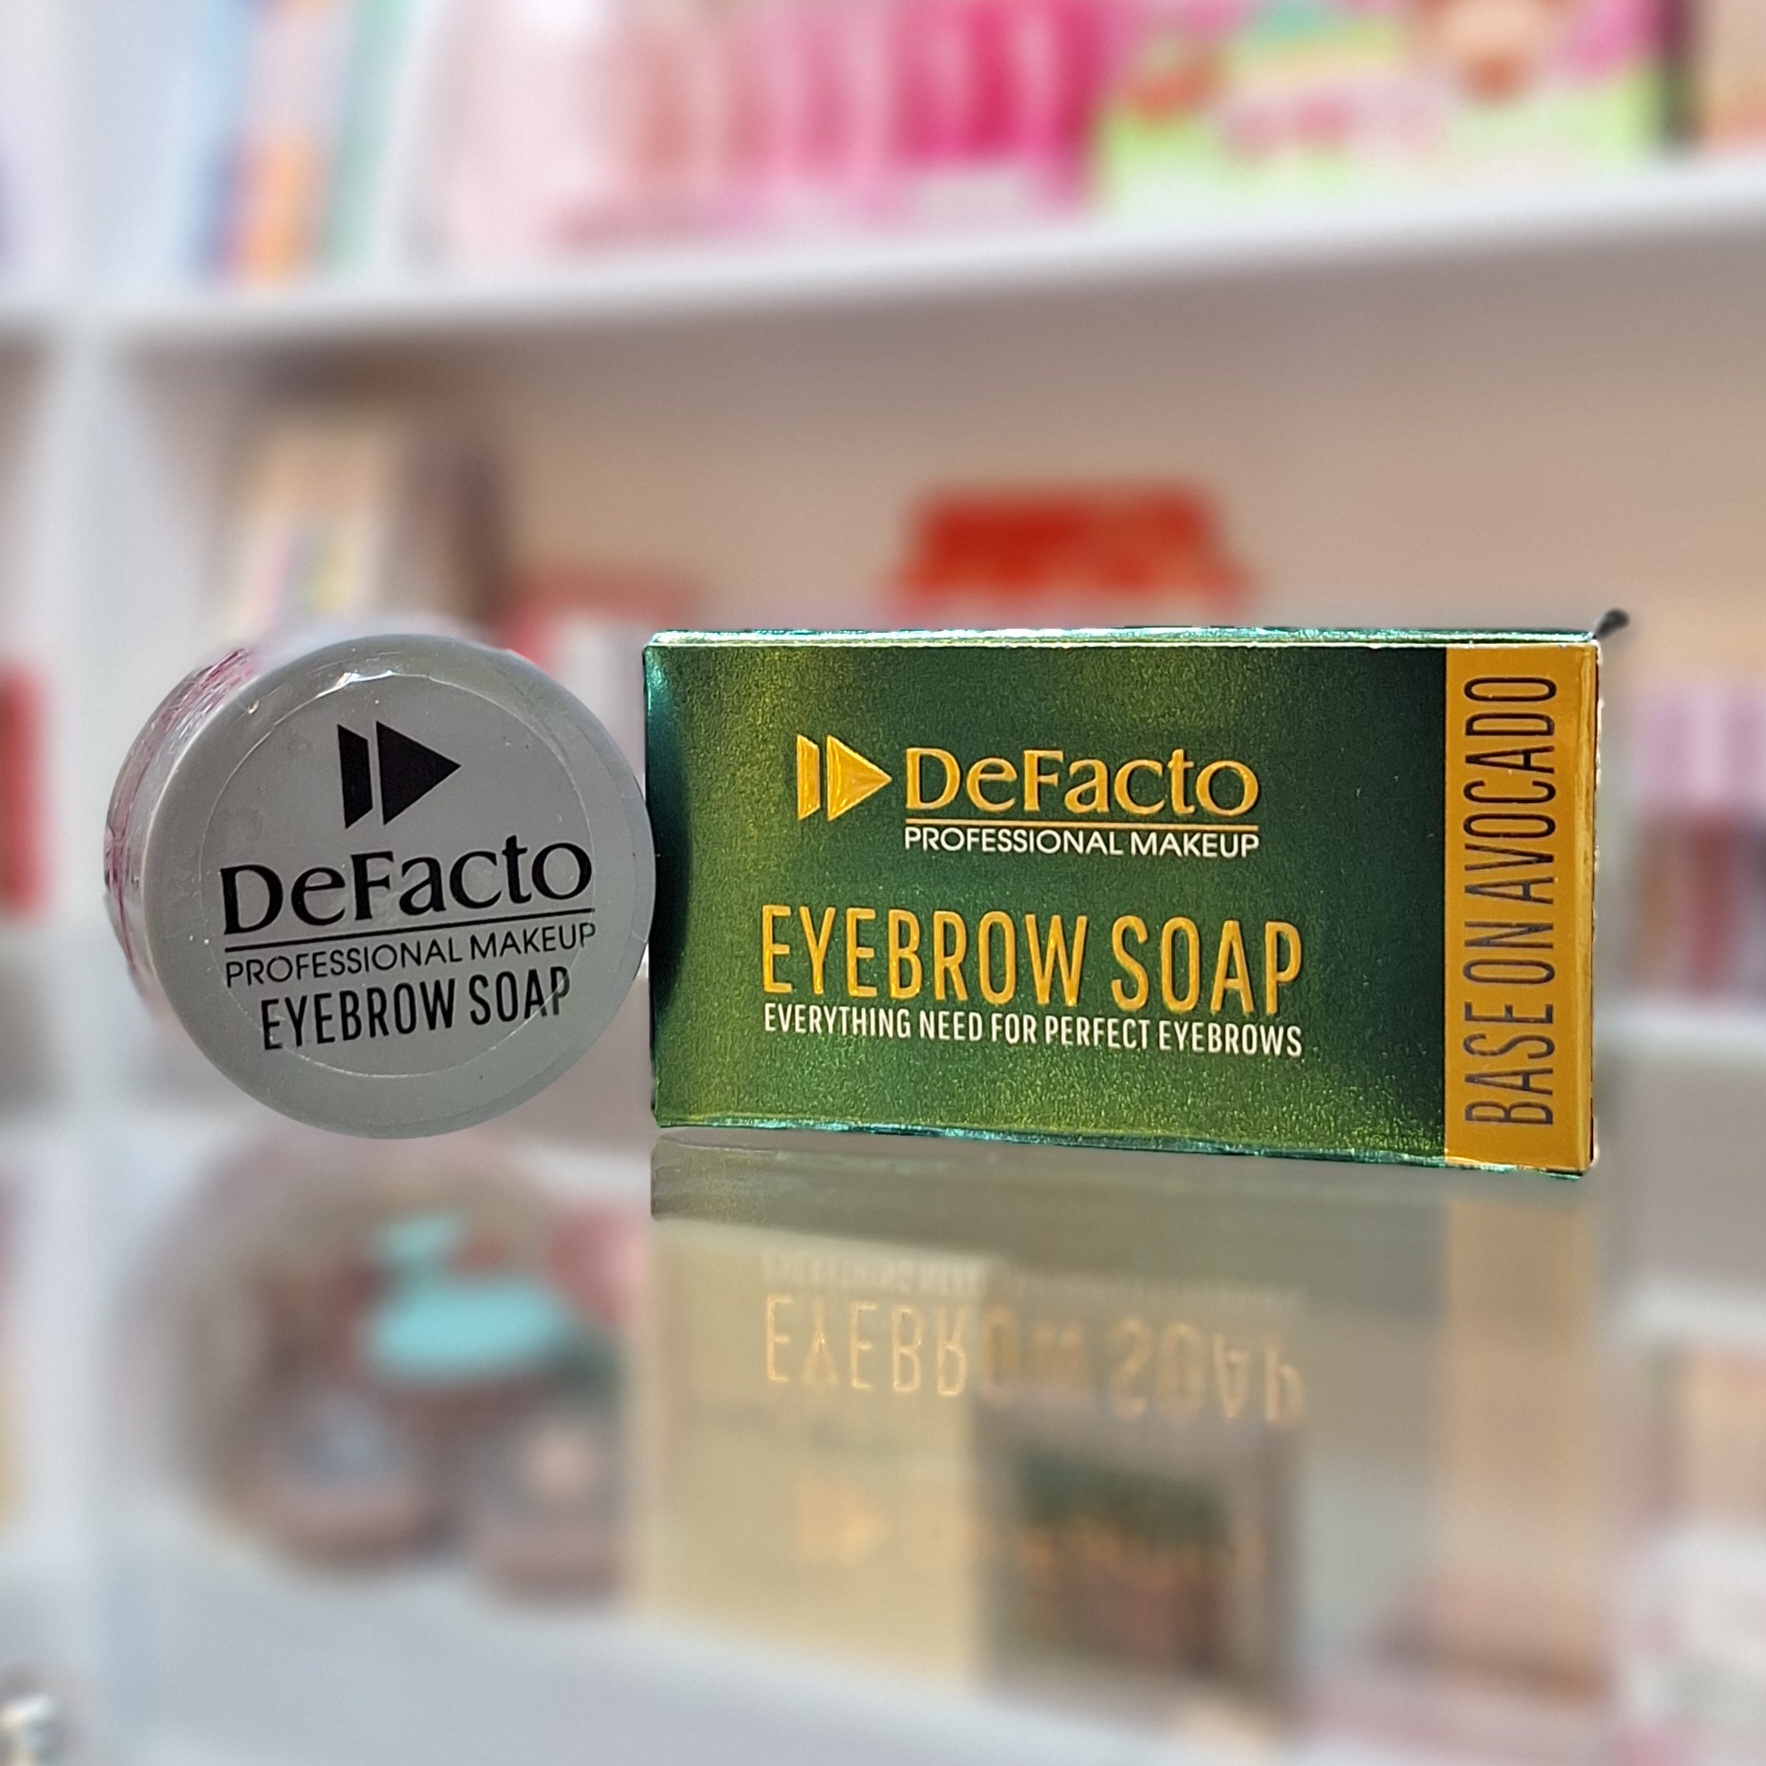 DeFacto
PROFESSIONAL MAKEUP
EYEBROW SOAP
DeFacto
PROFESSIONAL MAKEUP
EYEBROW SOAP
EVERYTHING NEED FOR PERFECT EYEBROWS
BASE ON AVOCADO